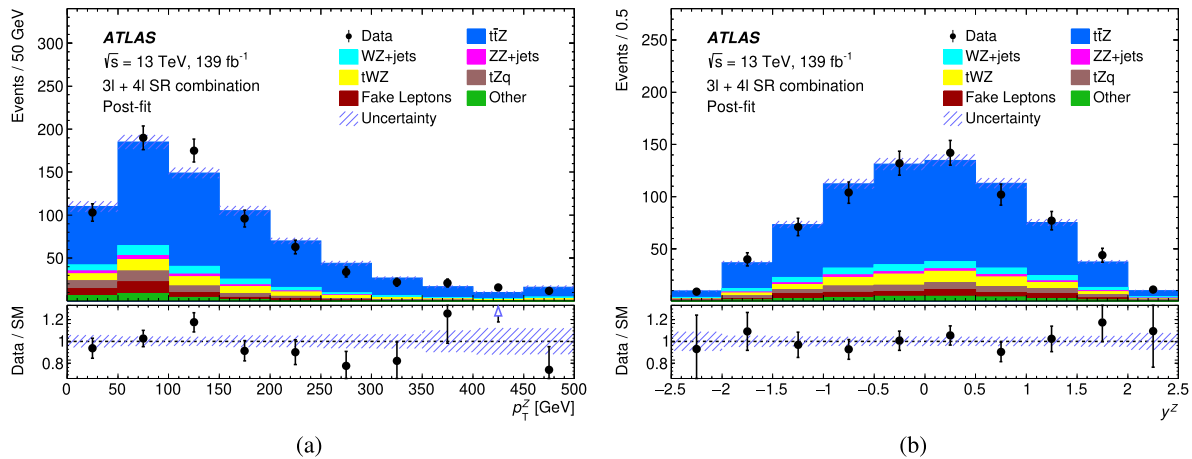 Events / 50 GeV
300
250
200
150
100
50
ATLAS
√s = 13 TeV, 139 fb⁻¹
3l + 4l SR combination
Post-fit
Data
tt̄Z
WZ+jets
ZZ+jets
tWZ
tZq
Fake Leptons
Other
Uncertainty
Data / SM
1.2
1
0.8
0 50 100 150 200 250 300 350 400 450 500
p_T^Z [GeV]
(a)
Events / 0.5
250
200
150
100
50
ATLAS
√s = 13 TeV, 139 fb⁻¹
3l + 4l SR combination
Post-fit
Data
tt̄Z
WZ+jets
ZZ+jets
tWZ
tZq
Fake Leptons
Other
Uncertainty
Data / SM
1.2
1
0.8
−2.5 −2 −1.5 −1 −0.5 0 0.5 1 1.5 2 2.5
y^Z
(b)